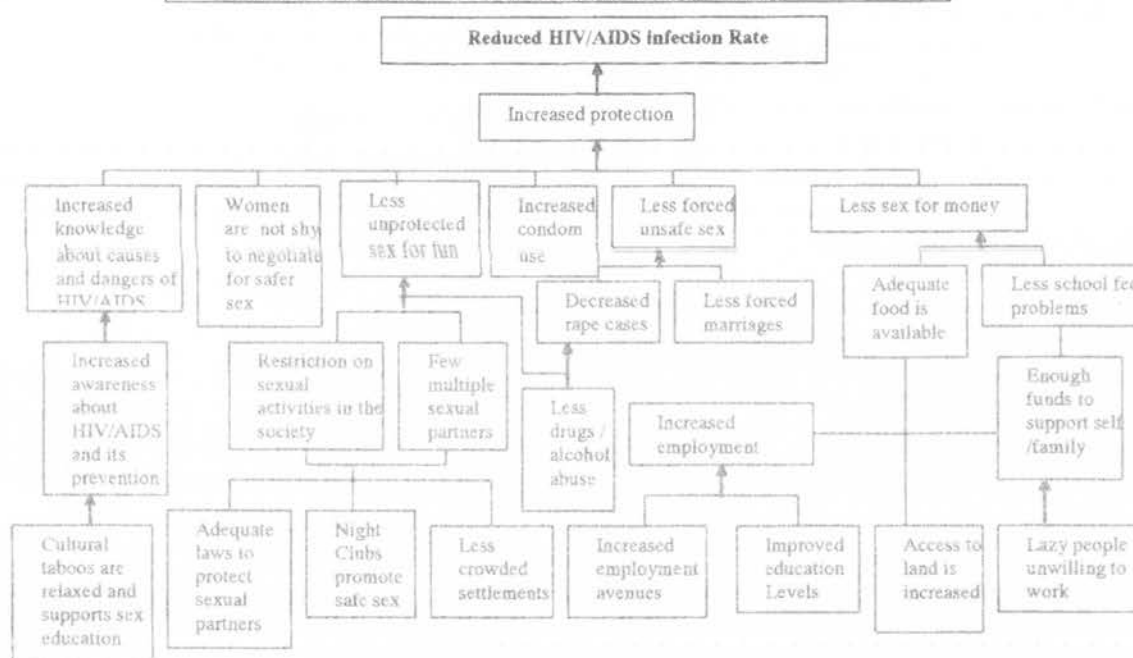 Reduced HIV/AIDS infection Rate
Increased protection
Increased
knowledge
about causes
and dangers of
HIV/AIDS
Women
are not shy
to negotiate
for safer
sex
Less
unprotected
sex for fun
Increased
condom
use
Less forced
unsafe sex
Less sex for money
Decreased
rape cases
Less forced
marriages
Adequate
food is
available
Less school fee
problems
Increased
awareness
about
HIV/AIDS
and its
prevention
Restriction on
sexual
activities in the
society
Few
multiple
sexual
partners
Less
drugs /
alcohol
abuse
Increased
employment
Enough
funds to
support self
/family
Cultural
taboos are
relaxed and
supports sex
education
Adequate
laws to
protect
sexual
partners
Night
Clubs
promote
safe sex
Less
crowded
settlements
Increased
employment
avenues
Improved
education
Levels
Access to
land is
increased
Lazy people
unwilling to
work